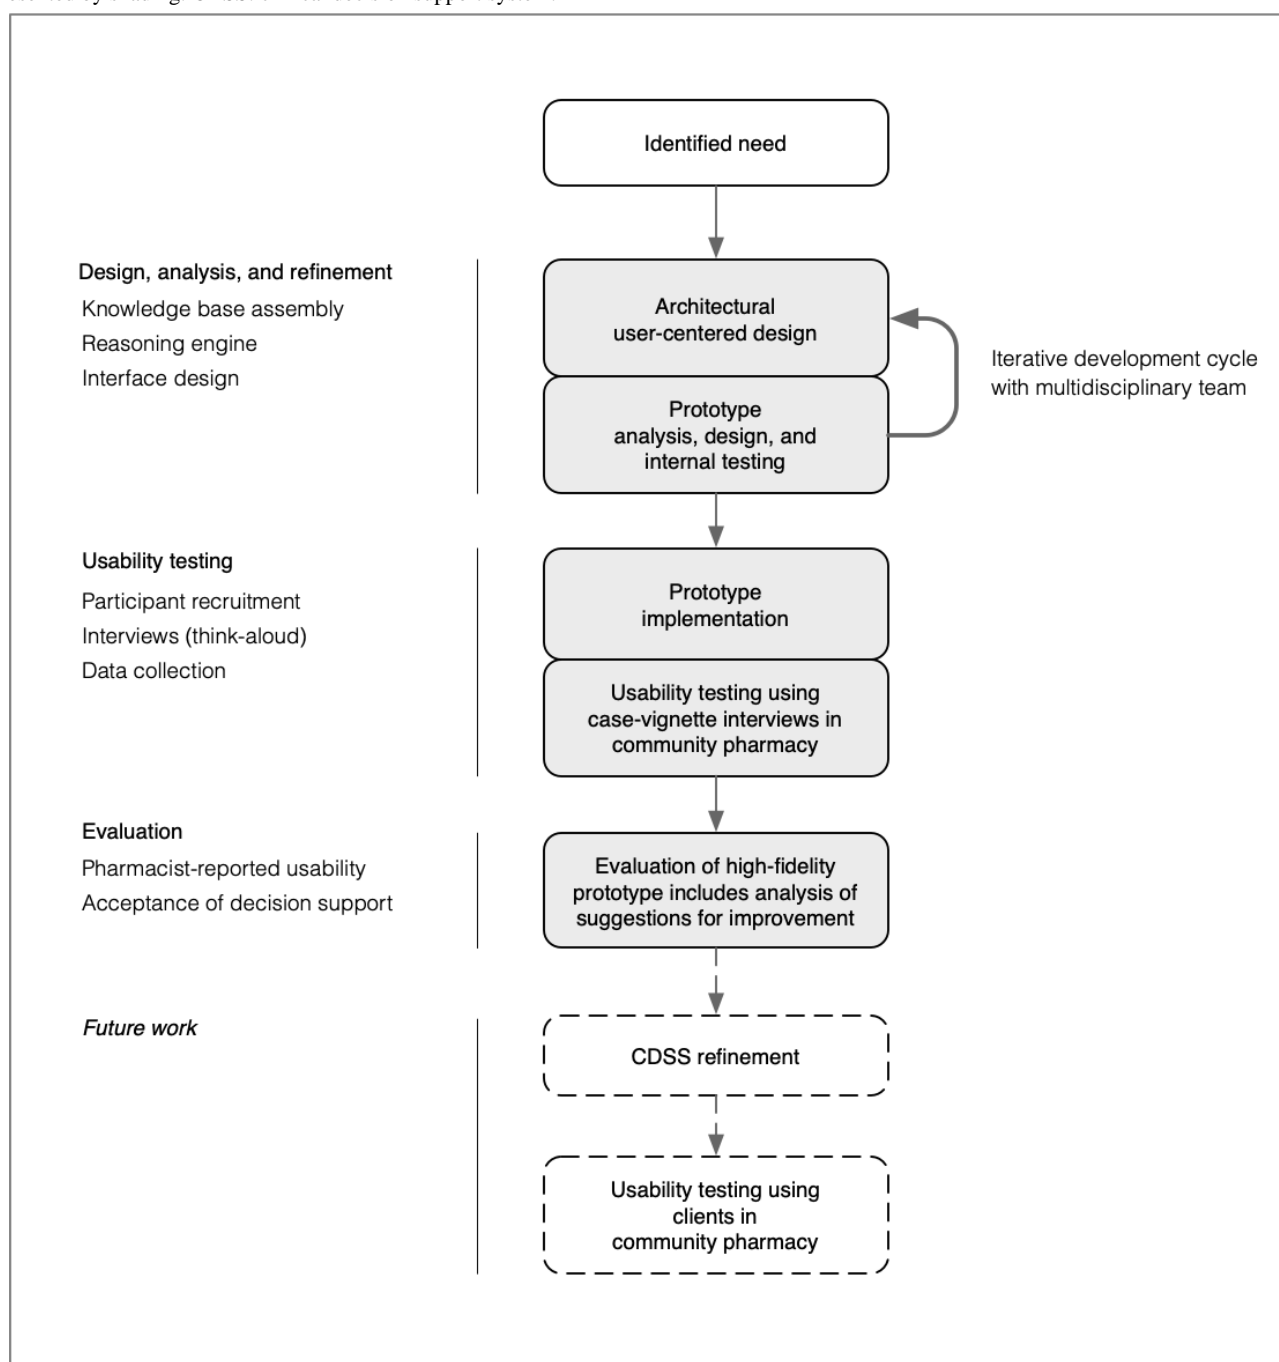 Identified need
Design, analysis, and refinement
Knowledge base assembly
Reasoning engine
Interface design
Architectural
user-centered design
Prototype
analysis, design, and
internal testing
Iterative development cycle
with multidisciplinary team
Usability testing
Participant recruitment
Interviews (think-aloud)
Data collection
Prototype
implementation
Usability testing using
case-vignette interviews in
community pharmacy
Evaluation
Pharmacist-reported usability
Acceptance of decision support
Evaluation of high-fidelity
prototype includes analysis of
suggestions for improvement
Future work
CDSS refinement
Usability testing using
clients in
community pharmacy